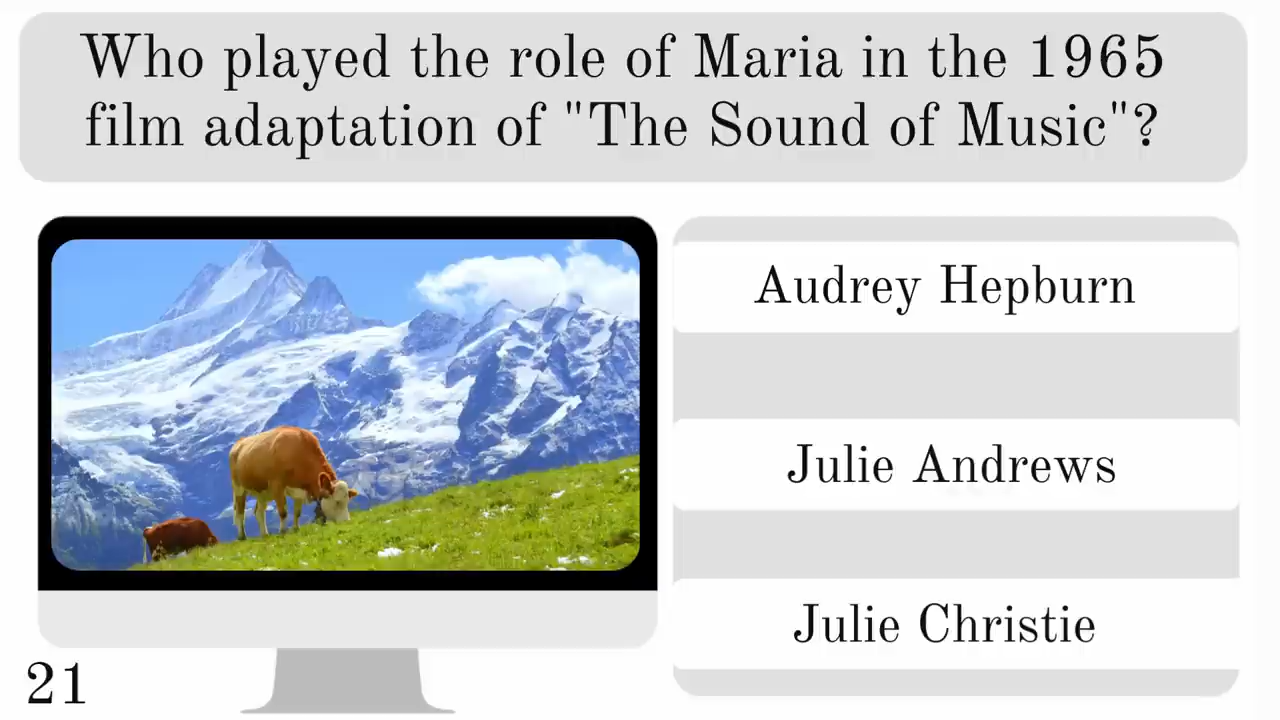 Who played the role of Maria in the 1965
film adaptation of "The Sound of Music"?
Audrey Hepburn
Julie Andrews
Julie Christie
21